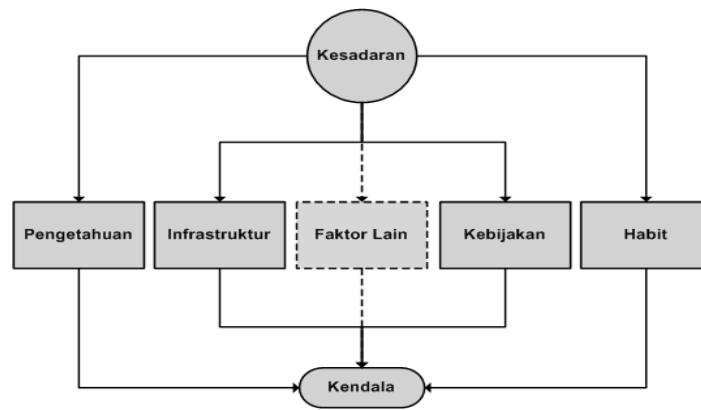 Kesadaran
Pengetahuan
Infrastruktur
Faktor Lain
Kebijakan
Habit
Kendala